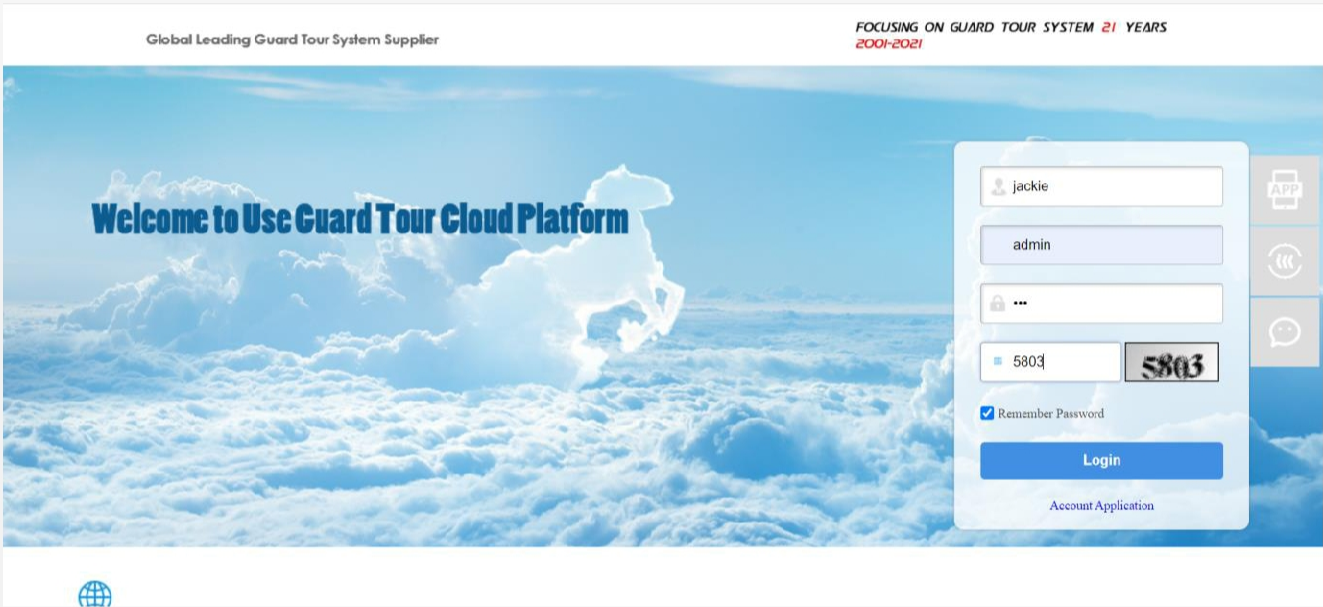 Global Leading Guard Tour System Supplier
FOCUSING ON GUARD TOUR SYSTEM 21 YEARS
2001-2021
Welcome to Use Guard Tour Cloud Platform
jackie
admin
•••
5803 5803
Remember Password
Login
Account Application
APP